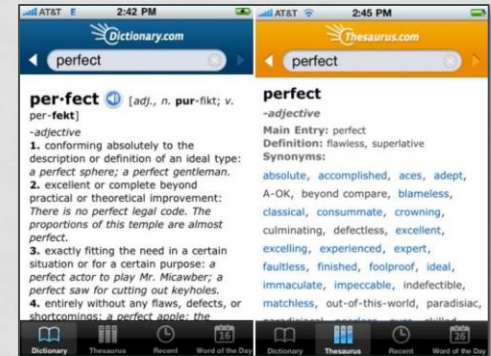 AT&T E 2:42 PM
Dictionary.com
perfect
per·fect [adj., n. pur-fikt; v.
per-fekt]
-adjective
1. conforming absolutely to the
description or definition of an ideal type:
a perfect sphere; a perfect gentleman.
2. excellent or complete beyond
practical or theoretical improvement:
There is no perfect legal code. The
proportions of this temple are almost
perfect.
3. exactly fitting the need in a certain
situation or for a certain purpose: a
perfect actor to play Mr. Micawber; a
perfect saw for cutting out keyholes.
4. entirely without any flaws, defects, or
shortcomings: a perfect apple; the
Dictionary Thesaurus Recent Word of the Day
AT&T 2:45 PM
Thesaurus.com
perfect
perfect
-adjective
Main Entry: perfect
Definition: flawless, superlative
Synonyms:
absolute, accomplished, aces, adept,
A-OK, beyond compare, blameless,
classical, consummate, crowning,
culminating, defectless, excellent,
excelling, experienced, expert,
faultless, finished, foolproof, ideal,
immaculate, impeccable, indefectible,
matchless, out-of-this-world, paradisiac,
paradisiacal, peerless, pure, skilled
Dictionary Thesaurus Recent Word of the Day